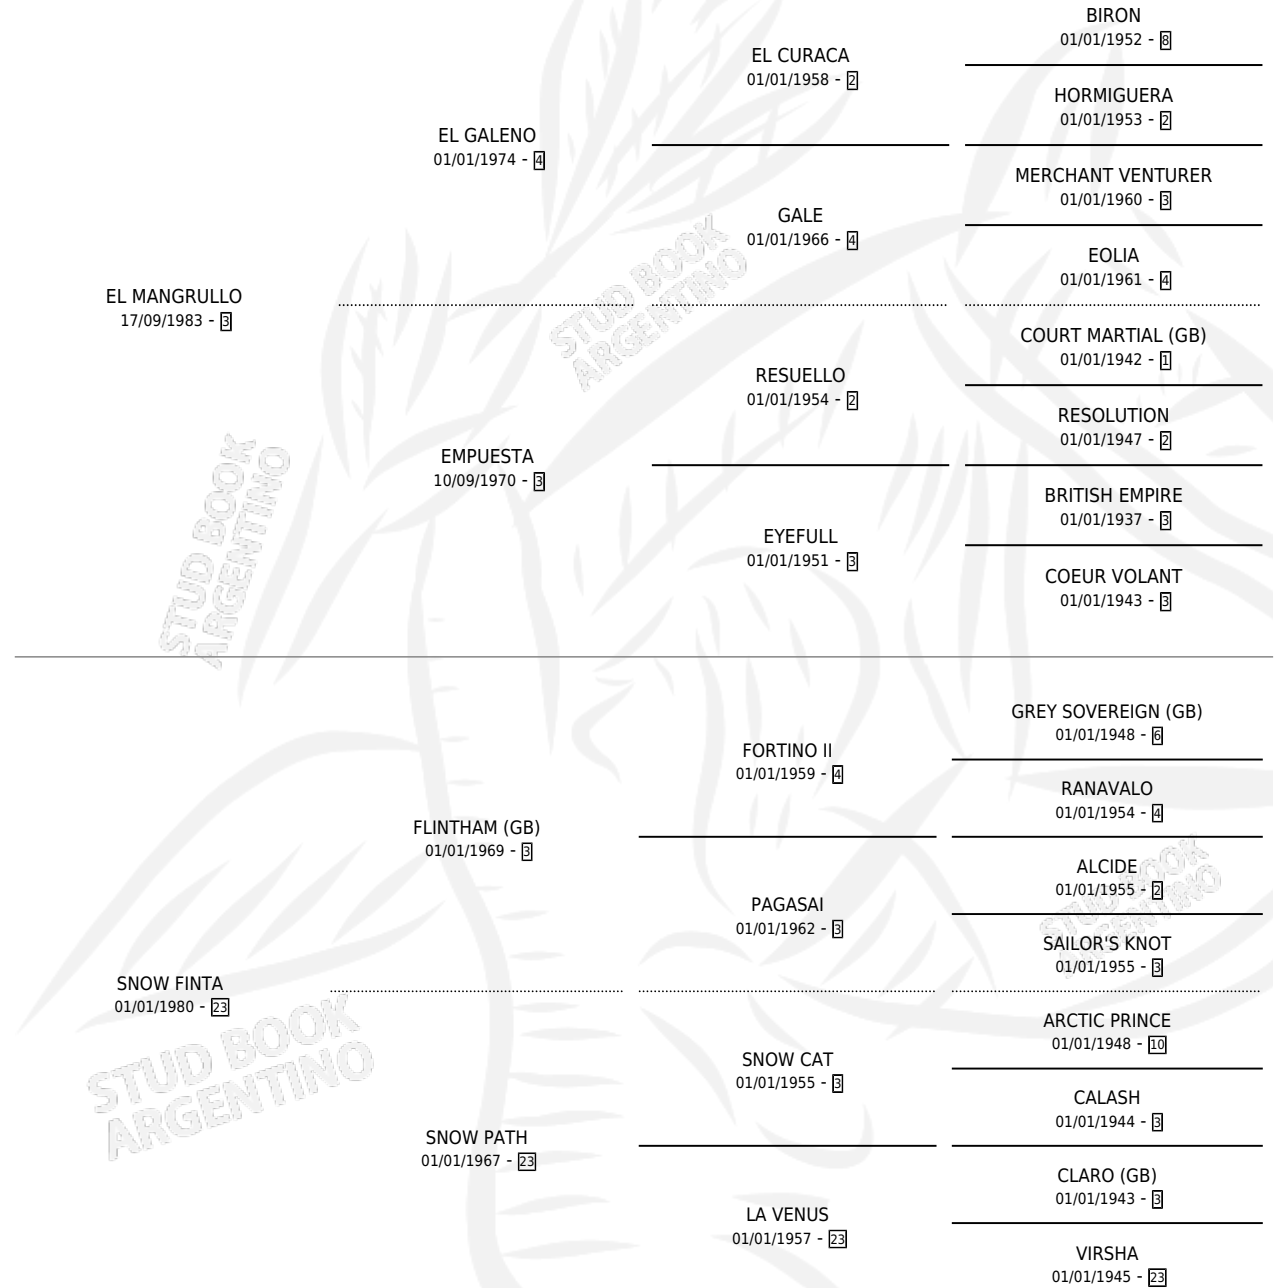 BIRON
01/01/1952 - 8
EL CURACA
01/01/1958 - 2
HORMIGUERA
01/01/1953 - 2
EL GALENO
01/01/1974 - 4
MERCHANT VENTURER
01/01/1960 - 3
GALE
01/01/1966 - 4
EOLIA
01/01/1961 - 4
EL MANGRULLO
17/09/1983 - 3
COURT MARTIAL (GB)
01/01/1942 - 1
RESUELLO
01/01/1954 - 2
RESOLUTION
01/01/1947 - 2
EMPUESTA
10/09/1970 - 3
BRITISH EMPIRE
01/01/1937 - 3
EYEFULL
01/01/1951 - 3
COEUR VOLANT
01/01/1943 - 3
GREY SOVEREIGN (GB)
01/01/1948 - 6
FORTINO II
01/01/1959 - 4
RANAVALO
01/01/1954 - 4
FLINTHAM (GB)
01/01/1969 - 3
ALCIDE
01/01/1955 - 2
PAGASAI
01/01/1962 - 3
SAILOR'S KNOT
01/01/1955 - 3
SNOW FINTA
01/01/1980 - 23
ARCTIC PRINCE
01/01/1948 - 10
SNOW CAT
01/01/1955 - 3
CALASH
01/01/1944 - 3
SNOW PATH
01/01/1967 - 23
CLARO (GB)
01/01/1943 - 3
LA VENUS
01/01/1957 - 23
VIRSHA
01/01/1945 - 23
STUD BOOK
ARGENTINO
STUD BOOK
ARGENTINO
STUD BOOK
ARGENTINO
STUD BOOK
ARGENTINO